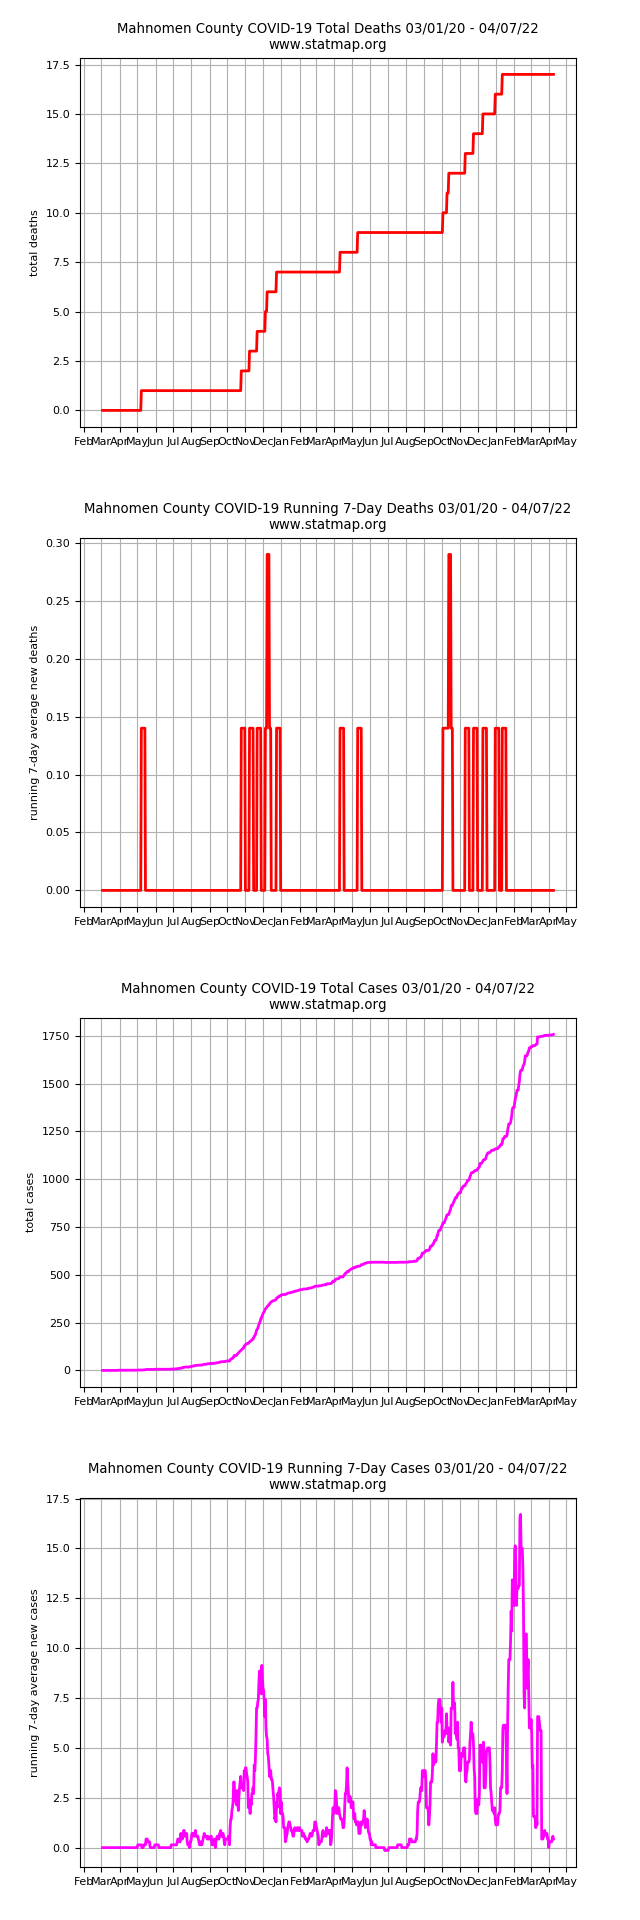 Mahnomen County COVID-19 Total Deaths 03/01/20 - 04/07/22
www.statmap.org
17.5
15.0
12.5
10.0
7.5
5.0
2.5
0.0
total deaths
Feb Mar Apr May Jun Jul Aug Sep Oct Nov Dec Jan Feb Mar Apr May Jun Jul Aug Sep Oct Nov Dec Jan Feb Mar Apr May
Mahnomen County COVID-19 Running 7-Day Deaths 03/01/20 - 04/07/22
www.statmap.org
0.30
0.25
0.20
0.15
0.10
0.05
0.00
running 7-day average new deaths
Feb Mar Apr May Jun Jul Aug Sep Oct Nov Dec Jan Feb Mar Apr May Jun Jul Aug Sep Oct Nov Dec Jan Feb Mar Apr May
Mahnomen County COVID-19 Total Cases 03/01/20 - 04/07/22
www.statmap.org
1750
1500
1250
1000
750
500
250
0
total cases
Feb Mar Apr May Jun Jul Aug Sep Oct Nov Dec Jan Feb Mar Apr May Jun Jul Aug Sep Oct Nov Dec Jan Feb Mar Apr May
Mahnomen County COVID-19 Running 7-Day Cases 03/01/20 - 04/07/22
www.statmap.org
17.5
15.0
12.5
10.0
7.5
5.0
2.5
0.0
running 7-day average new cases
Feb Mar Apr May Jun Jul Aug Sep Oct Nov Dec Jan Feb Mar Apr May Jun Jul Aug Sep Oct Nov Dec Jan Feb Mar Apr May